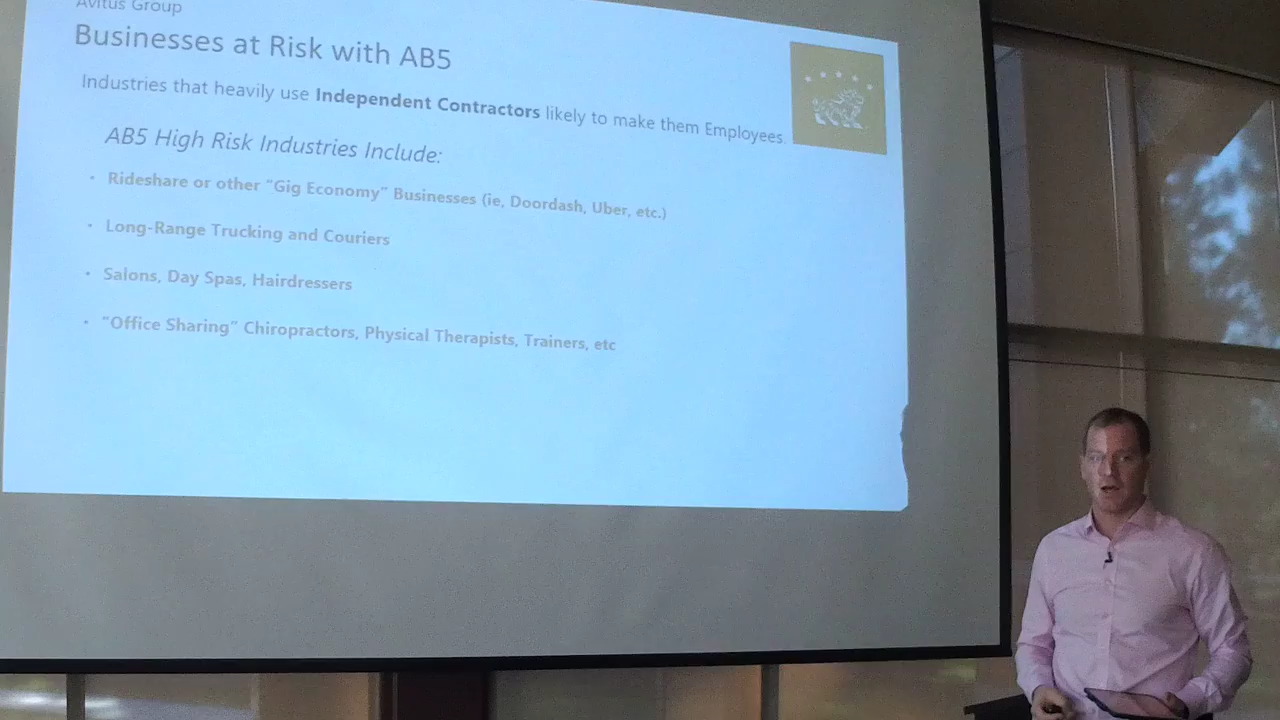 Avitus Group
Businesses at Risk with AB5
Industries that heavily use Independent Contractors likely to make them Employees.
AB5 High Risk Industries Include:
• Rideshare or other “Gig Economy” Businesses (ie, Doordash, Uber, etc.)
• Long-Range Trucking and Couriers
• Salons, Day Spas, Hairdressers
• “Office Sharing” Chiropractors, Physical Therapists, Trainers, etc